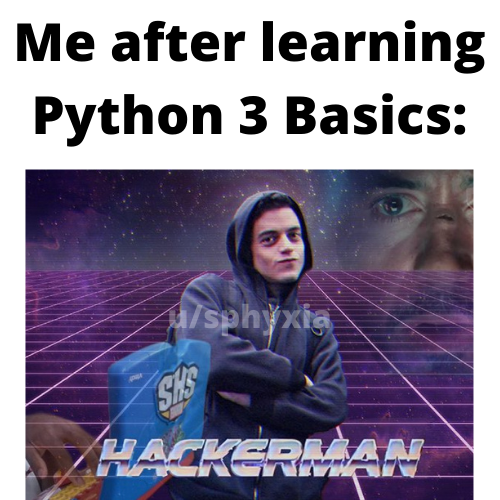 Me after learning
Python 3 Basics:
u/sphyxia
SHS
HACKERMAN